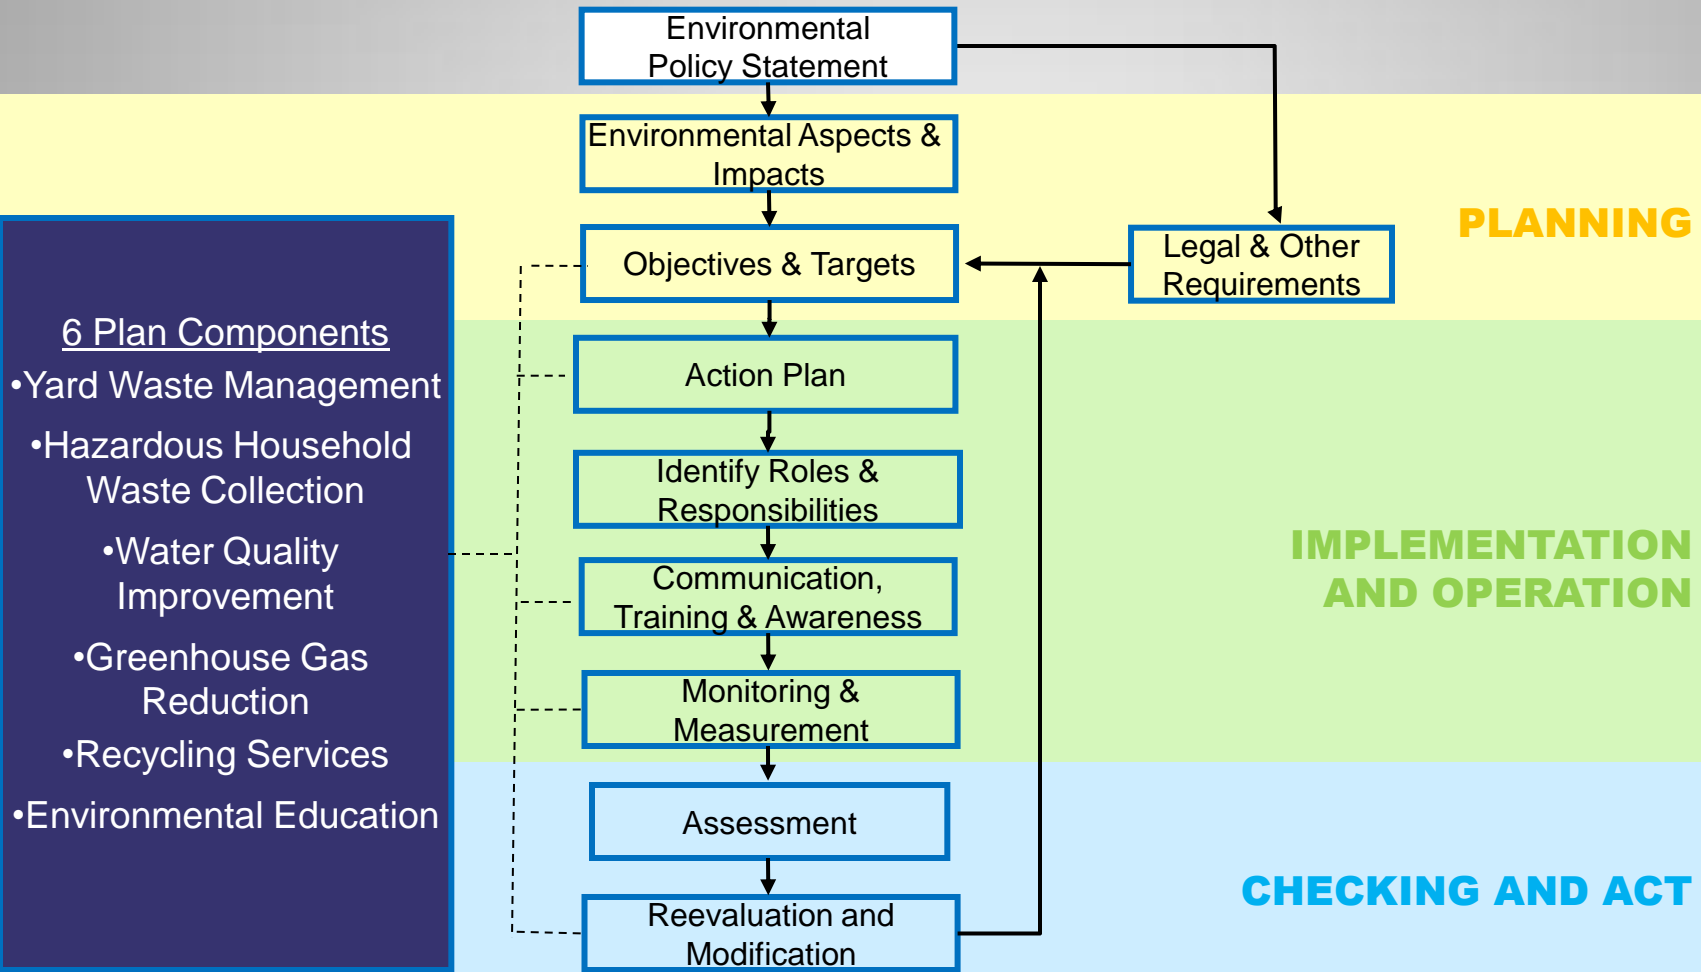 Environmental
Policy Statement
Environmental Aspects &
Impacts
PLANNING
Objectives & Targets
Legal & Other
Requirements
6 Plan Components
•Yard Waste Management
•Hazardous Household
Waste Collection
•Water Quality
Improvement
•Greenhouse Gas
Reduction
•Recycling Services
•Environmental Education
Action Plan
Identify Roles &
Responsibilities
Communication,
Training & Awareness
Monitoring &
Measurement
IMPLEMENTATION
AND OPERATION
Assessment
Reevaluation and
Modification
CHECKING AND ACT